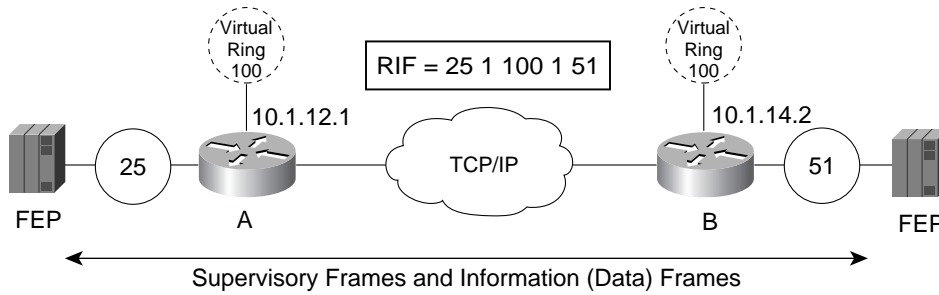 Virtual
Ring
100
Virtual
Ring
100
RIF = 25 1 100 1 51
10.1.12.1
10.1.14.2
25
TCP/IP
51
FEP
A
B
FEP
Supervisory Frames and Information (Data) Frames